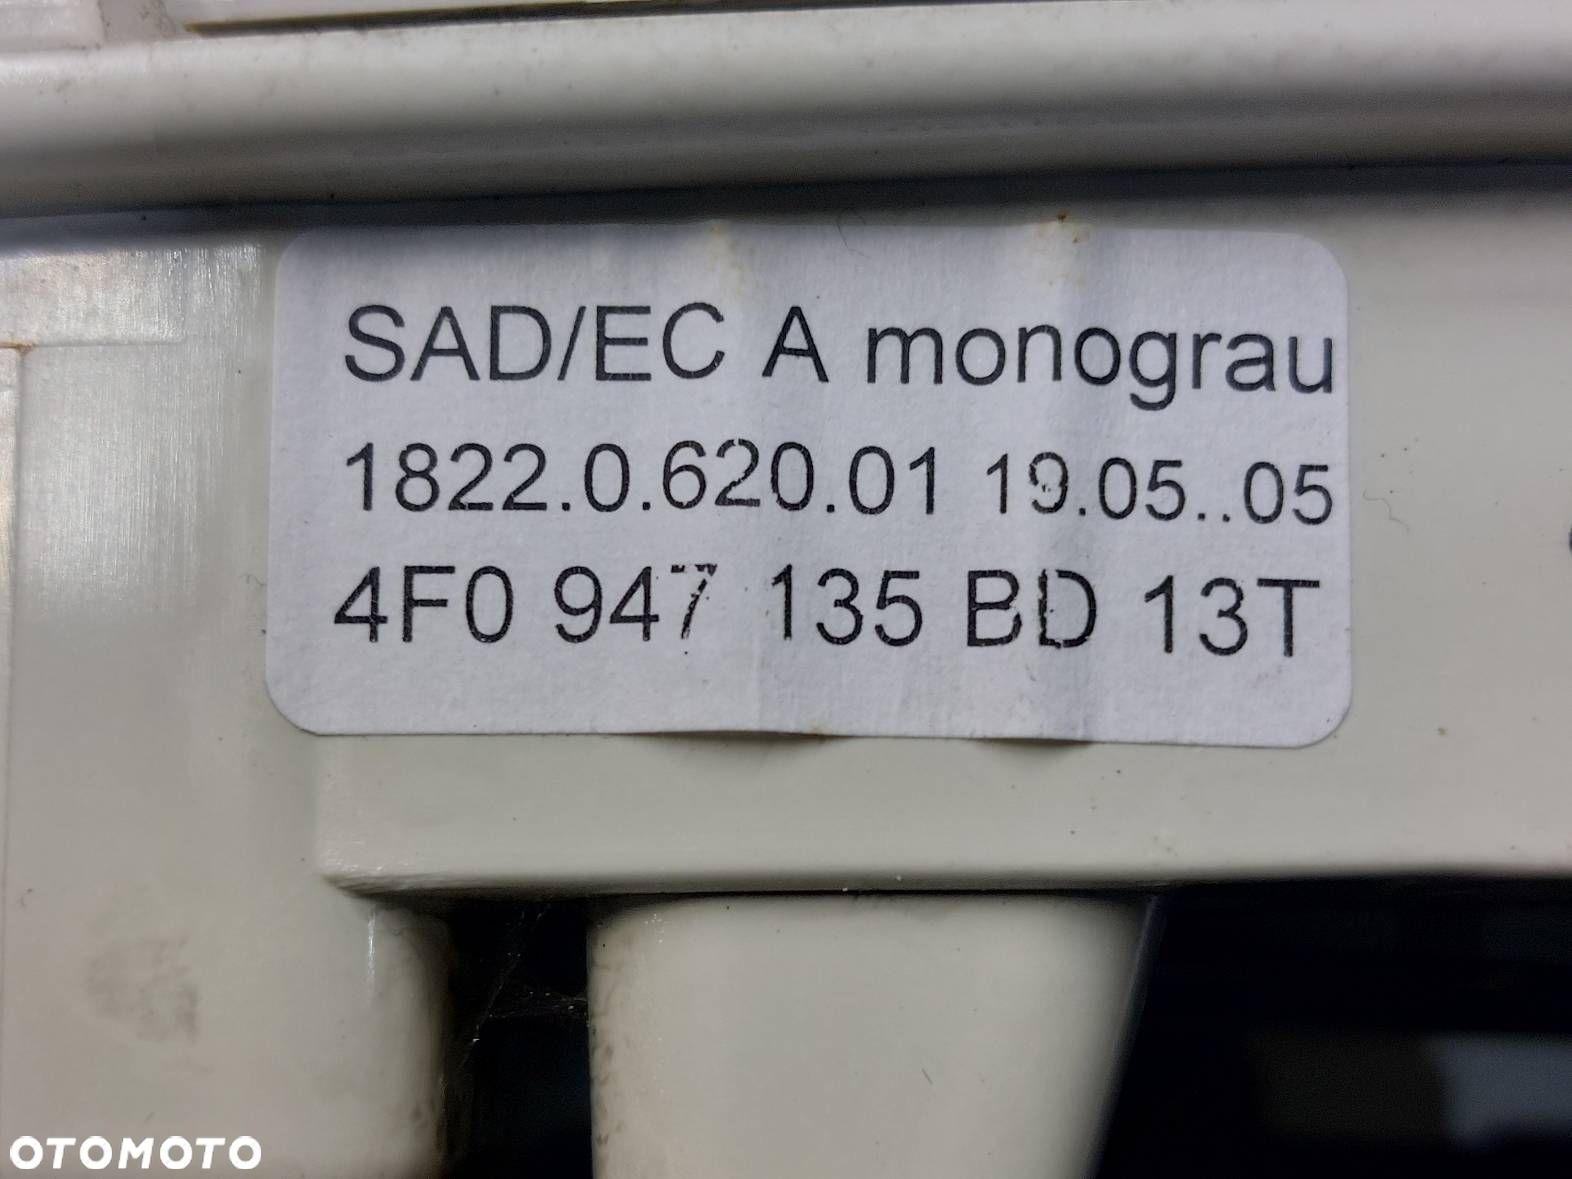 SAD/EC A monograu
1822.0.620.01 19.05..05
4F0 947 135 BD 13T
OTOMOTO